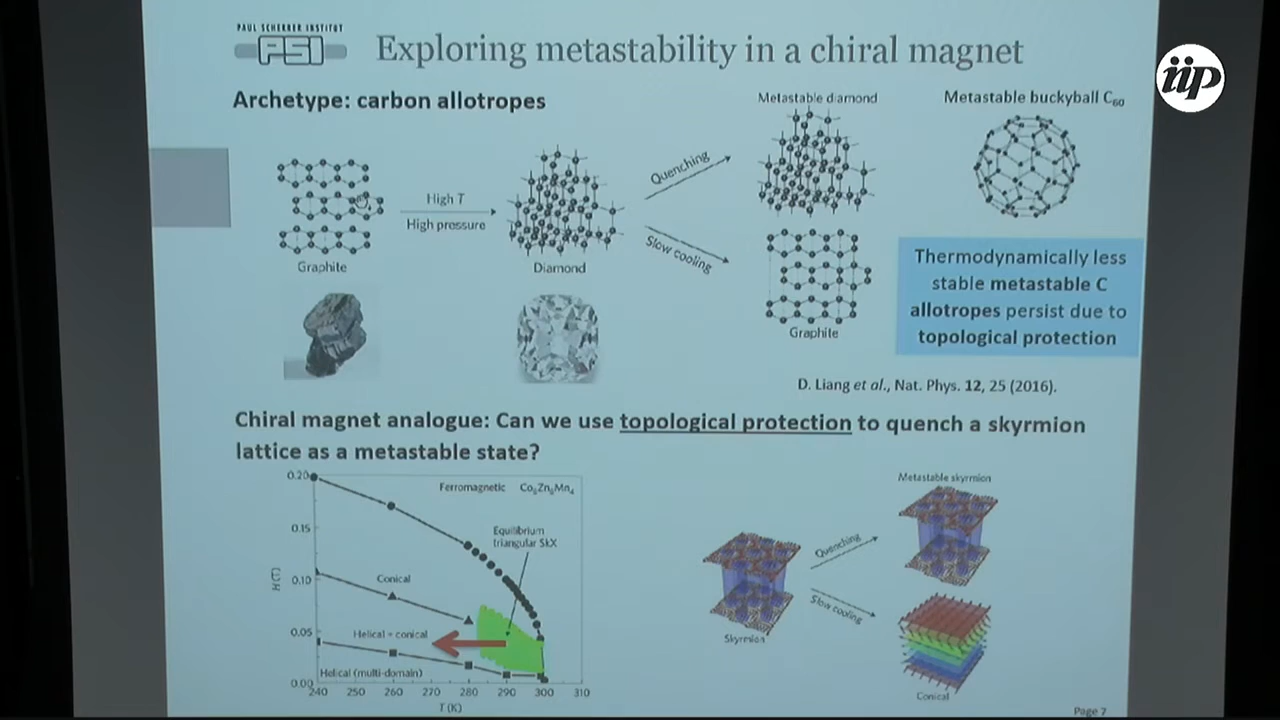 PAUL SCHERRER INSTITUT
PSI
Exploring metastability in a chiral magnet
iip
Archetype: carbon allotropes
Metastable diamond
Metastable buckyball C₆₀
High T
High pressure
Quenching
Slow cooling
Graphite
Diamond
Graphite
Thermodynamically less
stable metastable C
allotropes persist due to
topological protection
D. Liang et al., Nat. Phys. 12, 25 (2016).
Chiral magnet analogue: Can we use topological protection to quench a skyrmion
lattice as a metastable state?
0.20
0.15
0.10
0.05
0.00
H (T)
Ferromagnetic
Equilibrium
triangular SkX
Conical
Helical + conical
Helical (multi-domain)
240 250 260 270 280 290 300 310
T (K)
Metastable skyrmion
Quenching
Slow cooling
Skyrmion
Conical
Page 7